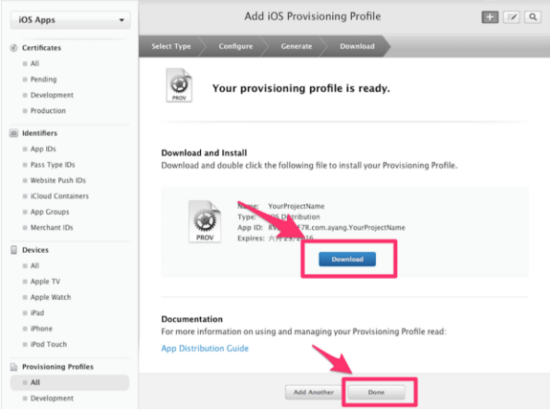 iOS Apps
Add iOS Provisioning Profile
Select Type
Configure
Generate
Download
Certificates
All
Pending
Development
Production
Identifiers
App IDs
Pass Type IDs
Website Push IDs
iCloud Containers
App Groups
Merchant IDs
Devices
All
Apple TV
Apple Watch
iPad
iPhone
iPod Touch
Provisioning Profiles
All
Development
PROV
Your provisioning profile is ready.
Download and Install
Download and double click the following file to install your Provisioning Profile.
PROV
Name: YourProjectName
Type: Distribution
App ID: .com.ayang.YourProjectName
Expires:
Download
Documentation
For more information on using and managing your Provisioning Profile read:
App Distribution Guide
Add Another
Done